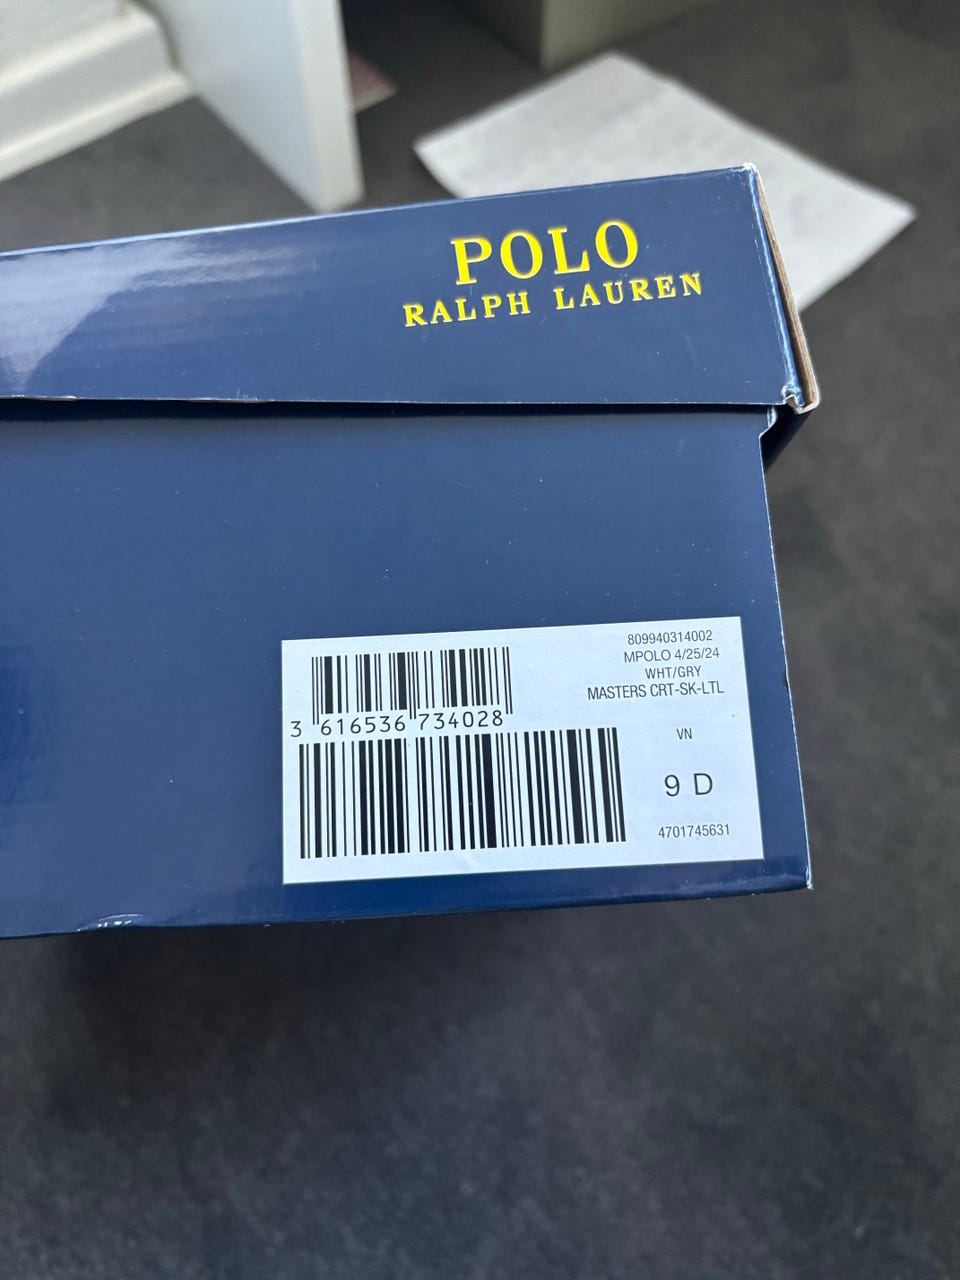 POLO
RALPH LAUREN
809940314002
MPOLO 4/25/24
WHT/GRY
MASTERS CRT-SK-LTL
3 616536 734028
VN
9 D
4701745631